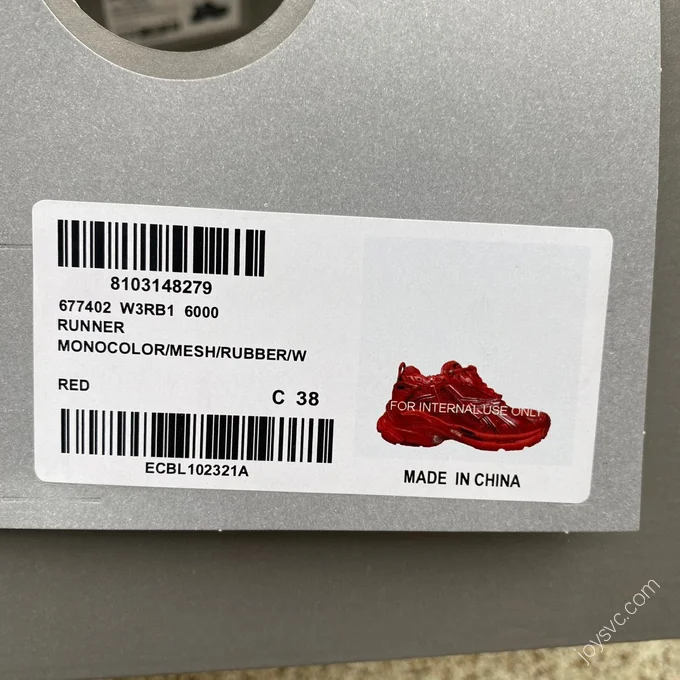 8103148279
677402 W3RB1 6000
RUNNER
MONOCOLOR/MESH/RUBBER/W
RED
C 38
ECBL102321A
FOR INTERNAL USE ONLY
MADE IN CHINA
joysvc.com